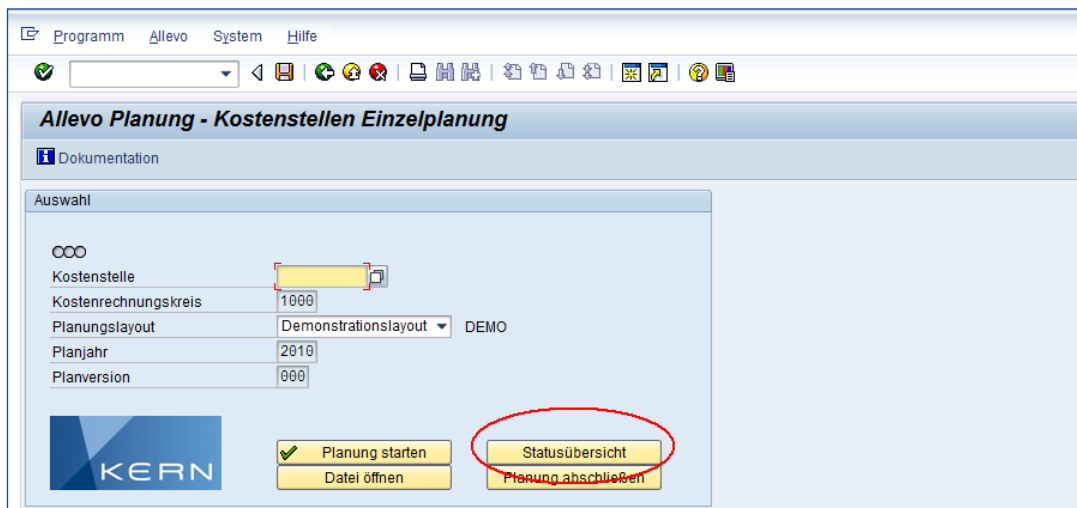 Programm Allevo System Hilfe
Allevo Planung - Kostenstellen Einzelplanung
Dokumentation
Auswahl
Kostenstelle
Kostenrechnungskreis 1000
Planungslayout Demonstrationslayout DEMO
Planjahr 2010
Planversion 000
KERN
Planung starten Statusübersicht
Datei öffnen Planung abschließen